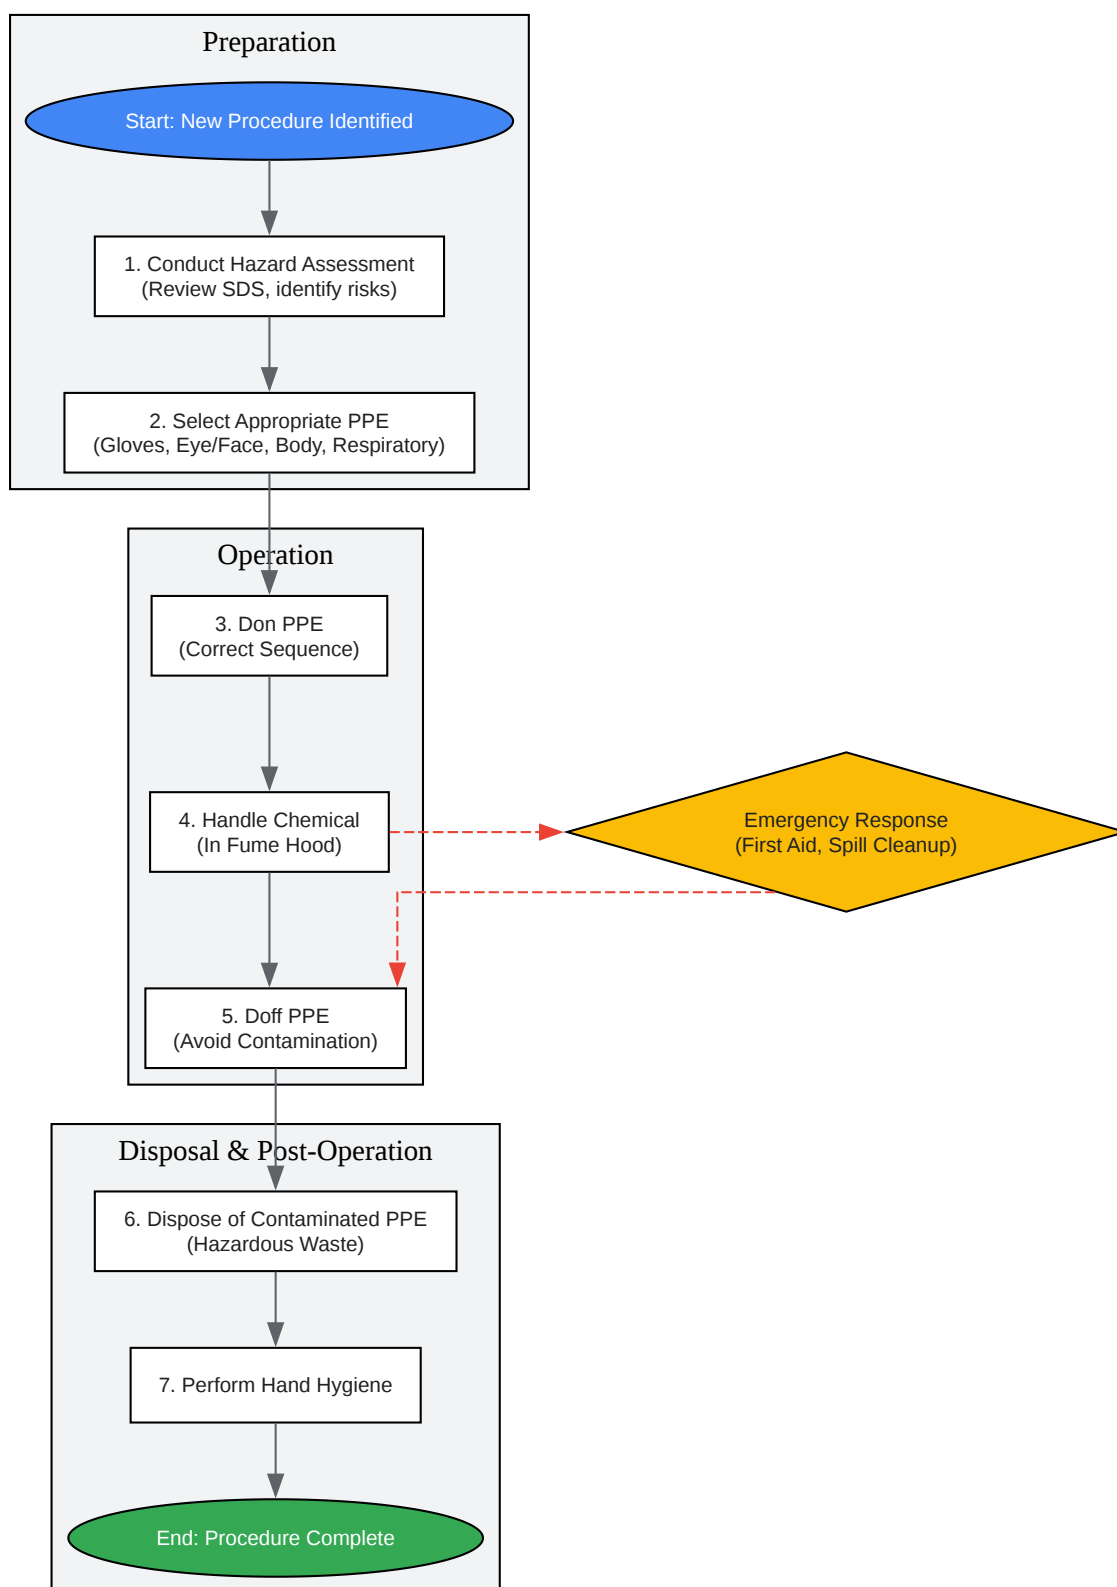 Preparation
Start: New Procedure Identified
1. Conduct Hazard Assessment
(Review SDS, identify risks)
2. Select Appropriate PPE
(Gloves, Eye/Face, Body, Respiratory)
Operation
3. Don PPE
(Correct Sequence)
4. Handle Chemical
(In Fume Hood)
Emergency Response
(First Aid, Spill Cleanup)
5. Doff PPE
(Avoid Contamination)
Disposal & Post-Operation
6. Dispose of Contaminated PPE
(Hazardous Waste)
7. Perform Hand Hygiene
End: Procedure Complete